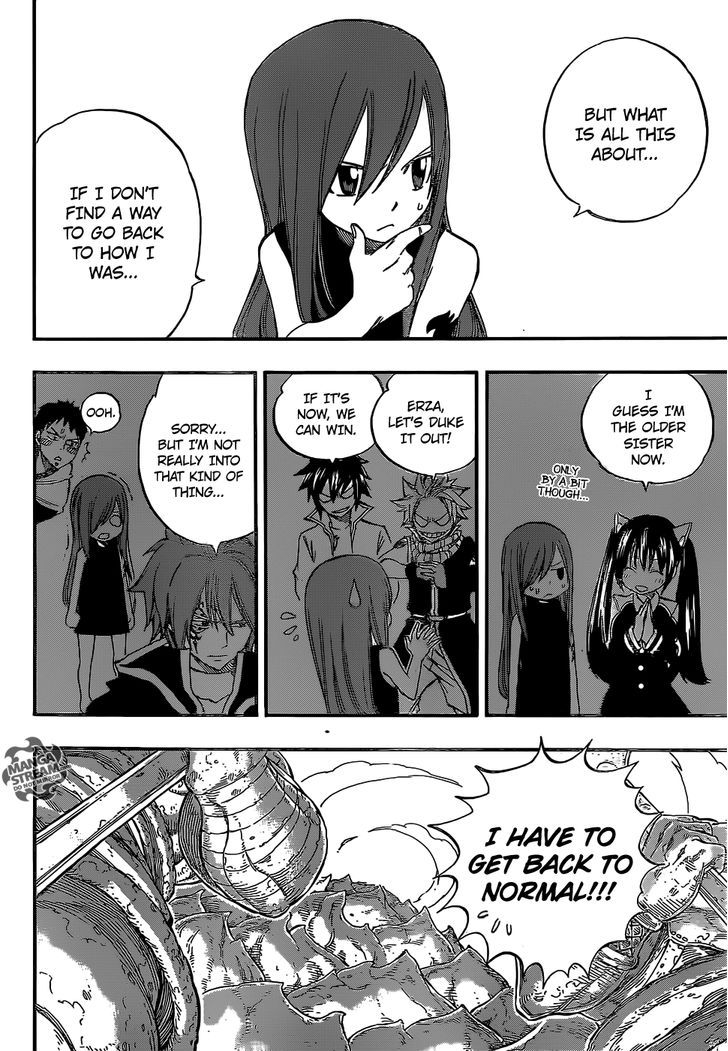 BUT WHAT
IS ALL THIS
ABOUT...
IF I DON'T
FIND A WAY
TO GO BACK
TO HOW I
WAS...
I
GUESS I'M
THE OLDER
SISTER
NOW.
ONLY
BY A BIT
THOUGH...
ERZA,
LET'S DUKE
IT OUT!
IF IT'S
NOW, WE
CAN WIN.
SORRY...
BUT I'M NOT
REALLY INTO
THAT KIND OF
THING...
OOH.
I HAVE TO
GET BACK TO
NORMAL!!!
MANGA
STREAM